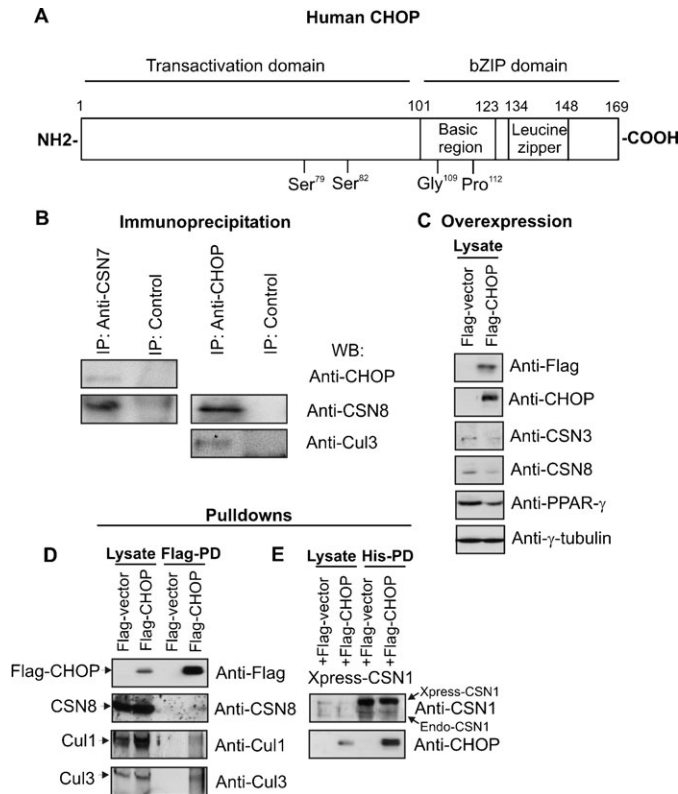 A
Human CHOP
Transactivation domain
bZIP domain
1
101
123
134
148
169
NH2-
Basic
region
Leucine
zipper
-COOH
Ser79
Ser82
Gly109
Pro112
B
Immunoprecipitation
IP: Anti-CSN7
IP: Control
IP: Anti-CHOP
IP: Control
WB:
Anti-CHOP
Anti-CSN8
Anti-Cul3
C Overexpression
Lysate
Flag-vector
Flag-CHOP
Anti-Flag
Anti-CHOP
Anti-CSN3
Anti-CSN8
Anti-PPAR-γ
Anti-γ-tubulin
Pulldowns
D
Lysate Flag-PD
Flag-vector
Flag-CHOP
Flag-vector
Flag-CHOP
Flag-CHOP
Anti-Flag
CSN8
Anti-CSN8
Cul1
Anti-Cul1
Cul3
Anti-Cul3
E
Lysate His-PD
+Flag-vector
+Flag-CHOP
+Flag-vector
+Flag-CHOP
Xpress-CSN1
Xpress-CSN1
Anti-CSN1
Endo-CSN1
Anti-CHOP